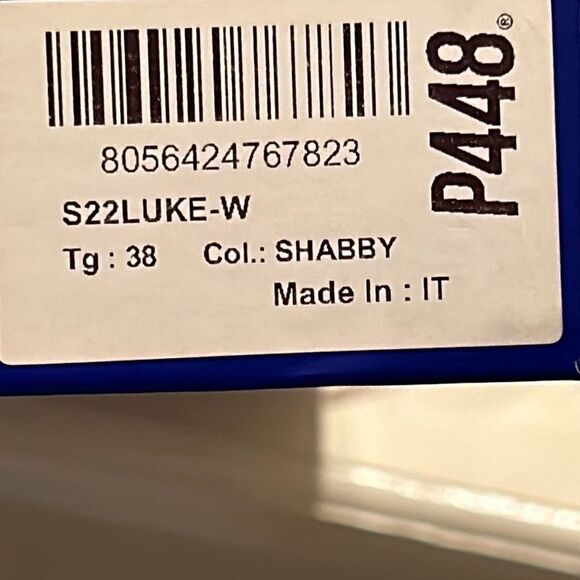 8056424767823
S22LUKE-W
Tg : 38 Col.: SHABBY
Made In : IT
P448®